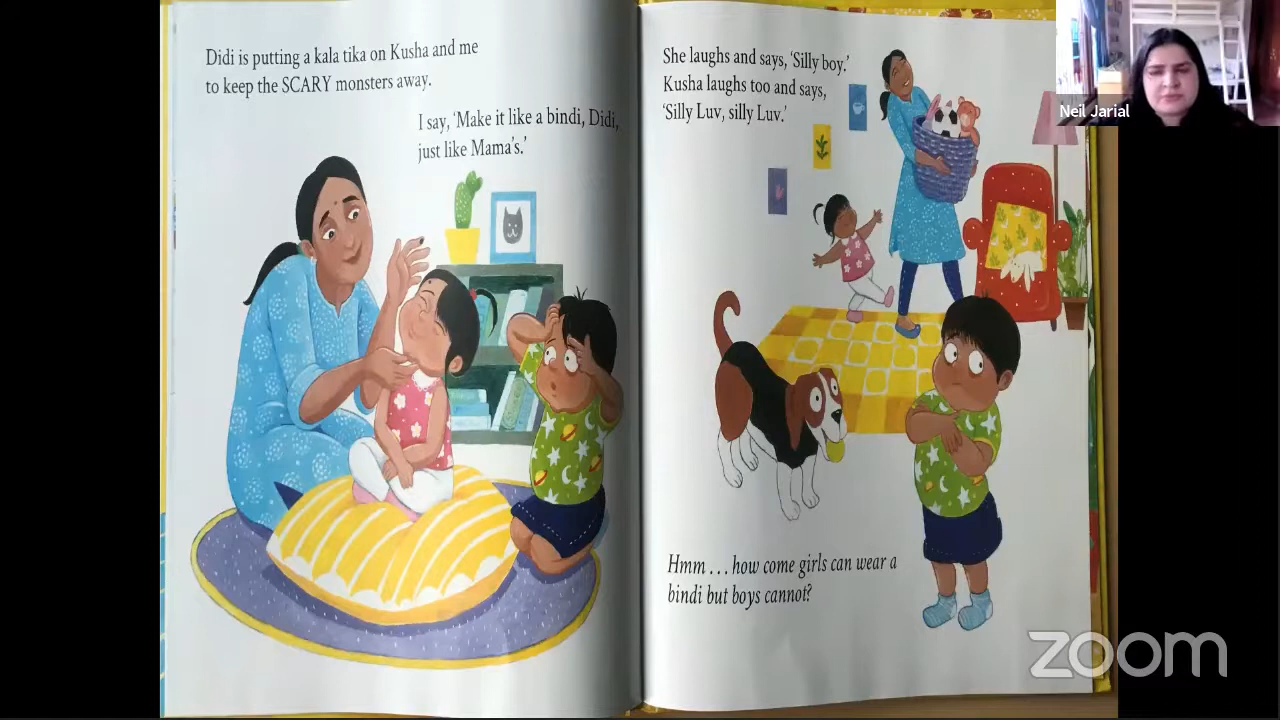 Didi is putting a kala tika on Kusha and me
to keep the SCARY monsters away.
I say, ‘Make it like a bindi, Didi,
just like Mama’s.’
She laughs and says, ‘Silly boy.’
Kusha laughs too and says,
‘Silly Luv, silly Luv.’
Hmm . . . how come girls can wear a
bindi but boys cannot?
Neil Jarial
zoom